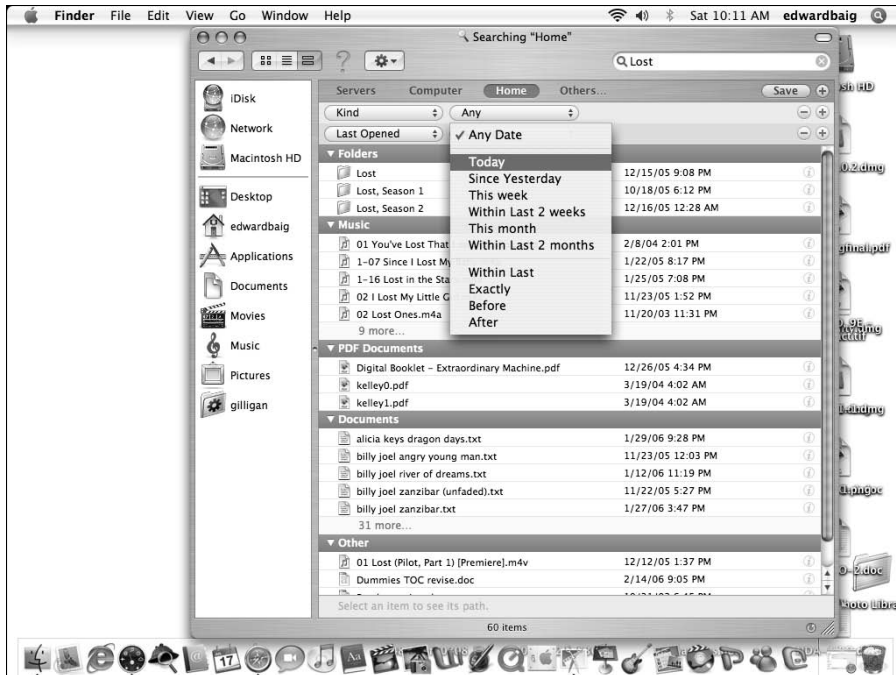 Finder File Edit View Go Window Help Sat 10:11 AM edwardbaig
Searching “Home”
Lost
Servers Computer Home Others... Save
Kind Any
Last Opened ✓ Any Date
Today
Since Yesterday
This week
Within Last 2 weeks
This month
Within Last 2 months
Within Last
Exactly
Before
After
iDisk
Network
Macintosh HD
Desktop
edwardbaig
Applications
Documents
Movies
Music
Pictures
gilligan
Folders
Lost 12/15/05 9:08 PM
Lost, Season 1 10/18/05 6:12 PM
Lost, Season 2 12/16/05 12:28 AM
Music
01 You've Lost That 2/8/04 2:01 PM
1-07 Since I Lost My 1/22/05 8:17 PM
1-16 Lost in the 1/25/05 7:08 PM
02 I Lost My Little 11/23/05 1:52 PM
02 Lost Ones.m4a 11/20/03 11:31 PM
9 more...
PDF Documents
Digital Booklet - Extraordinary Machine.pdf 12/26/05 4:34 PM
kelley0.pdf 3/19/04 4:02 AM
kelley1.pdf 3/19/04 4:02 AM
Documents
alicia keys dragon days.txt 1/29/06 9:28 PM
billy joel angry young man.txt 11/23/05 12:03 PM
billy joel river of dreams.txt 1/12/06 11:19 PM
billy joel zanzibar (unfaded).txt 11/22/05 5:27 PM
billy joel zanzibar.txt 1/27/06 3:47 PM
31 more...
Other
01 Lost (Pilot, Part 1) [Premiere].m4v 12/12/05 1:37 PM
Dummies TOC revise.doc 2/14/06 9:05 PM
Select an item to see its path.
60 items
HD
0.2.dmg
17